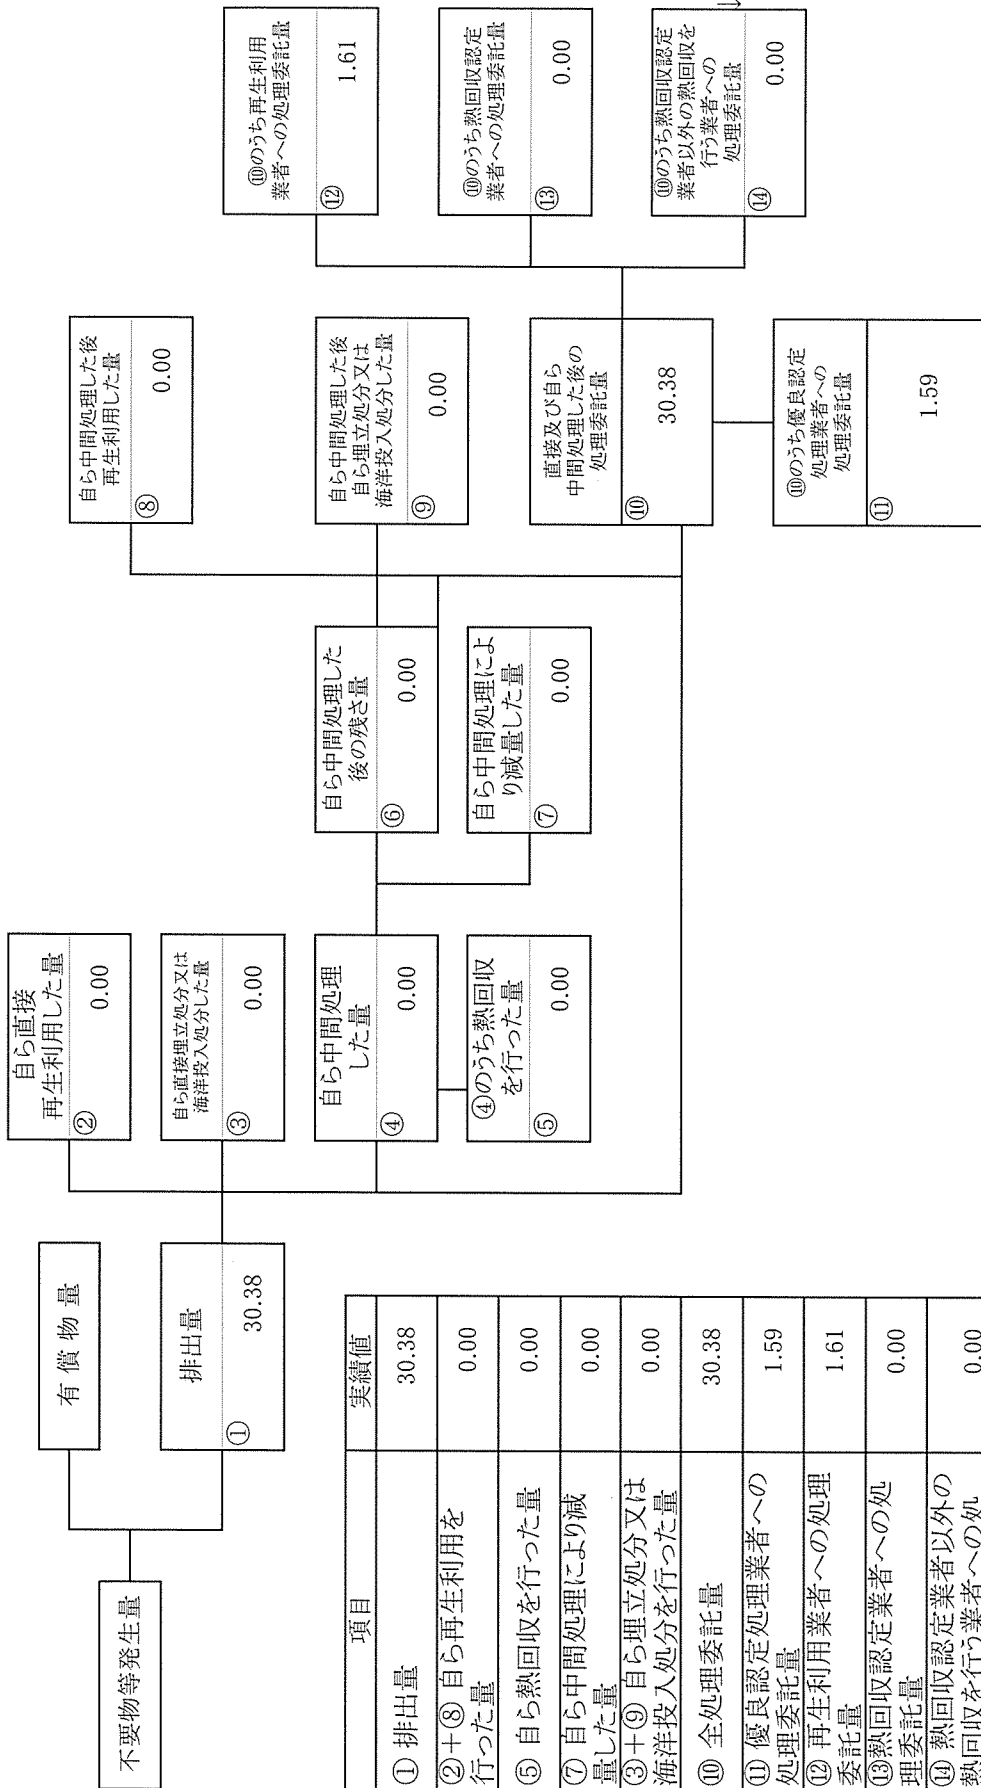 不要物等発生量
有償物量
排出量
①
30.38
自ら直接
再生利用した量
②
0.00
自ら直接埋立処分又は
海洋投入処分した量
③
0.00
自ら中間処理
した量
④
0.00
④のうち熱回収
を行った量
⑤
0.00
自ら中間処理した
後の残さ量
⑥
0.00
自ら中間処理によ
り減量した量
⑦
0.00
自ら中間処理した後
再生利用した量
⑧
0.00
自ら中間処理した後
自ら埋立処分又は
海洋投入処分した量
⑨
0.00
直接及び自ら
中間処理した後の
処理委託量
⑩
30.38
⑩のうち優良認定
処理業者への
処理委託量
⑪
1.59
⑩のうち再生利用
業者への処理委託量
⑫
1.61
⑩のうち熱回収認定
業者への処理委託量
⑬
0.00
⑩のうち熱回収認定
業者以外の熱回収を
行う業者への
処理委託量
⑭
0.00
項目 実績値
① 排出量 30.38
②+⑧ 自ら再生利用を
行った量 0.00
⑤ 自ら熱回収を行った量 0.00
⑦ 自ら中間処理により減
量した量 0.00
③+⑨ 自ら埋立処分又は
海洋投入処分を行った量 0.00
⑩ 全処理委託量 30.38
⑪ 優良認定処理業者への
処理委託量 1.59
⑫ 再生利用業者への処理
委託量 1.61
⑬熱回収認定業者への処
理委託量 0.00
⑭ 熱回収認定業者以外の
熱回収を行う業者への処 0.00